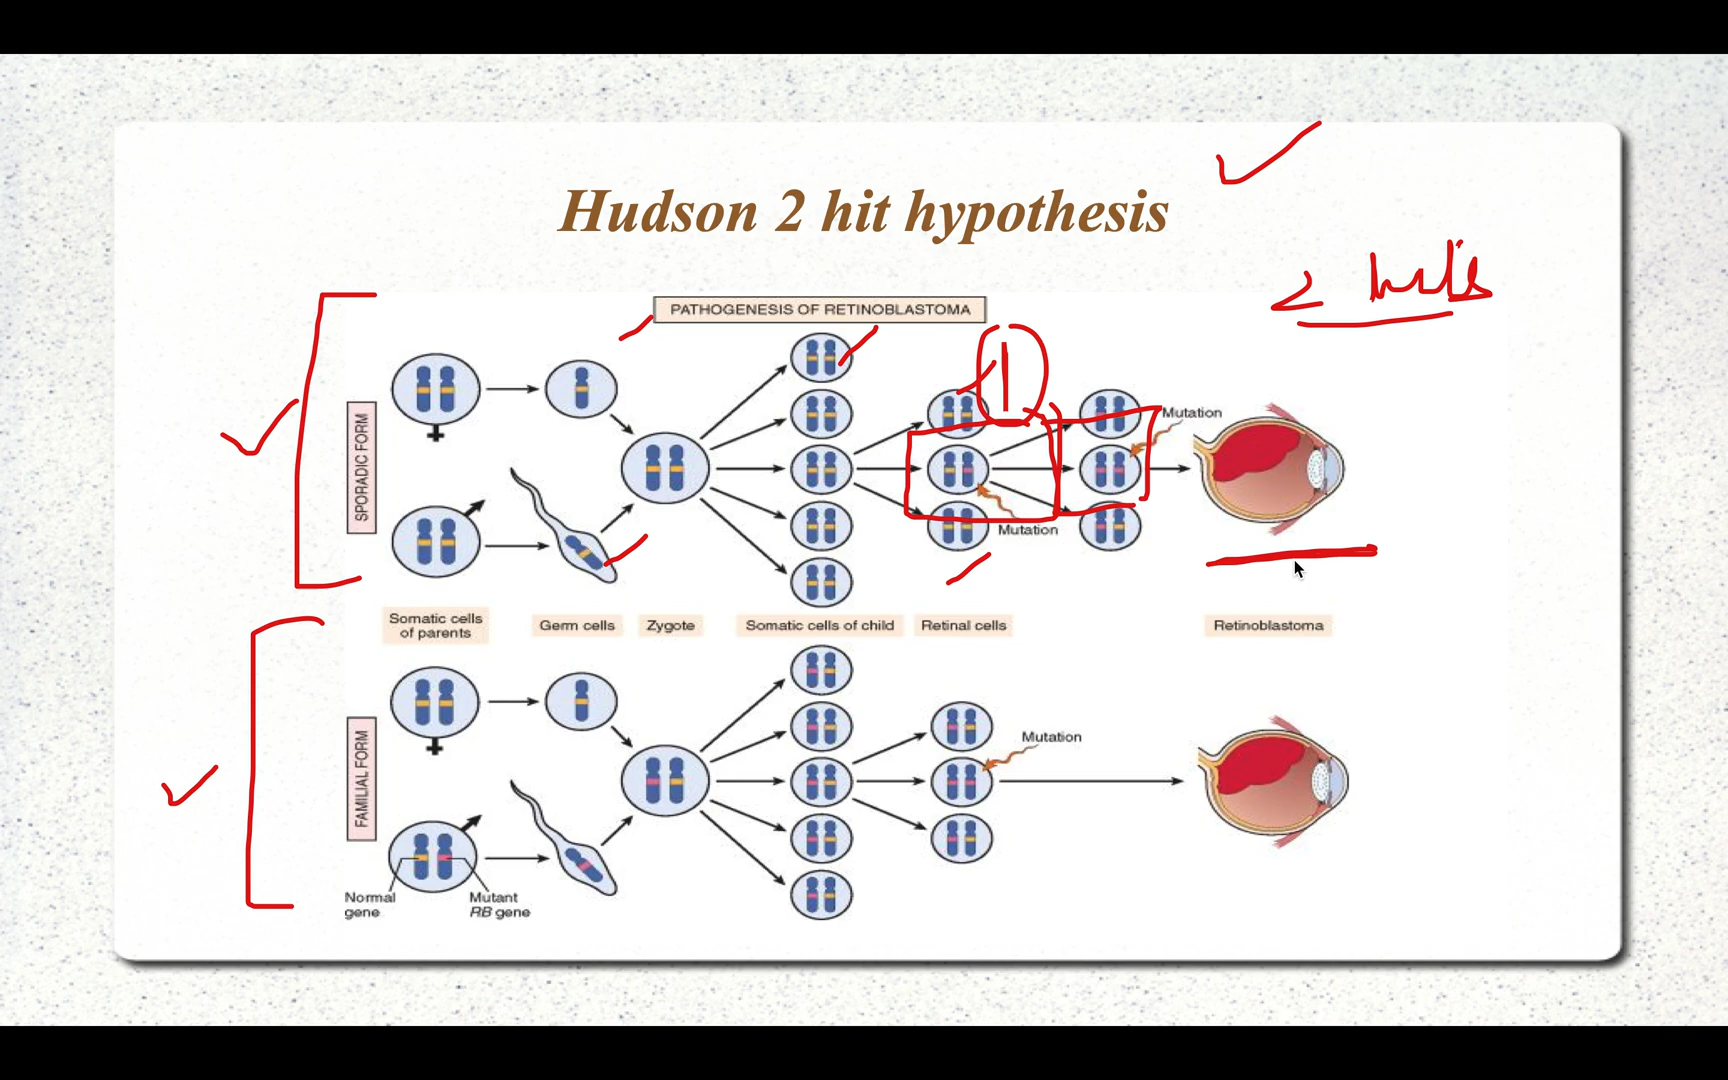 Hudson 2 hit hypothesis
2 hits
PATHOGENESIS OF RETINOBLASTOMA
1
SPORADIC FORM
Mutation
Mutation
Somatic cells
of parents
Germ cells
Zygote
Somatic cells of child
Retinal cells
Retinoblastoma
FAMILIAL FORM
Mutation
Normal
gene
Mutant
RB gene